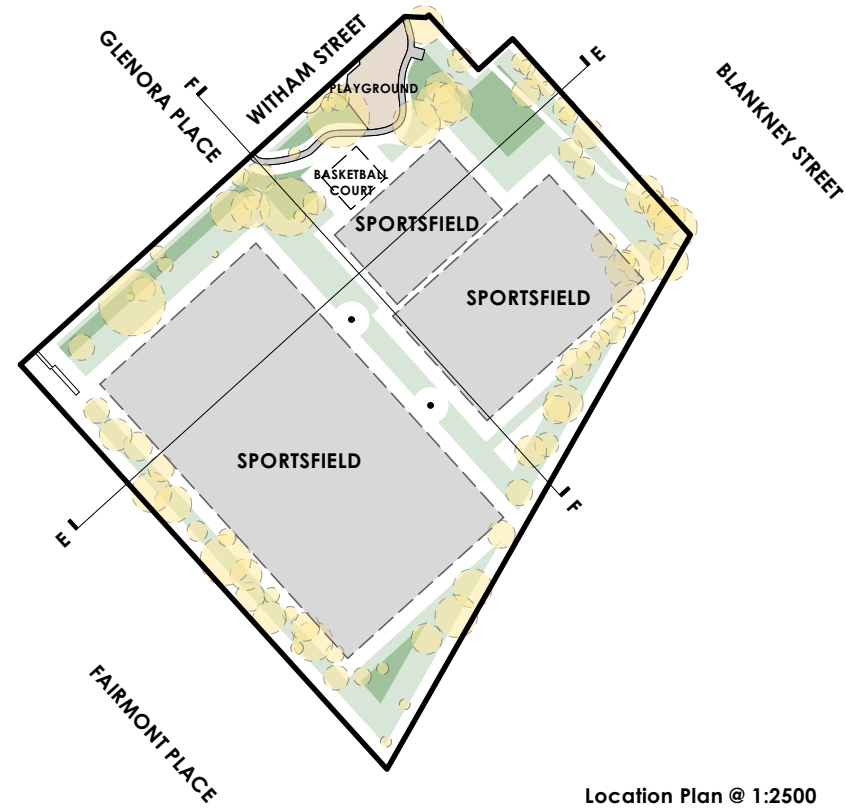 GLENORA PLACE
WITHAM STREET
BLANKNEY STREET
E
F
PLAYGROUND
BASKETBALL
COURT
SPORTSFIELD
SPORTSFIELD
SPORTSFIELD
F
E
FAIRMONT PLACE
Location Plan @ 1:2500